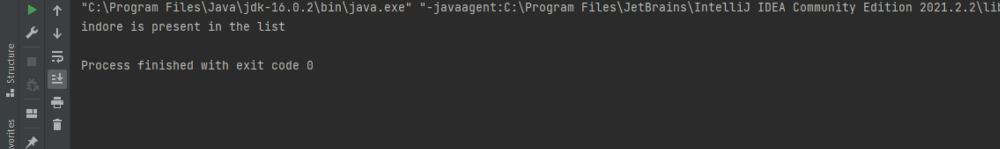 "C:\Program Files\Java\jdk-16.0.2\bin\java.exe" "-javaagent:C:\Program Files\JetBrains\IntelliJ IDEA Community Edition 2021.2.2\lib
indore is present in the list
Process finished with exit code 0
Structure
vorites